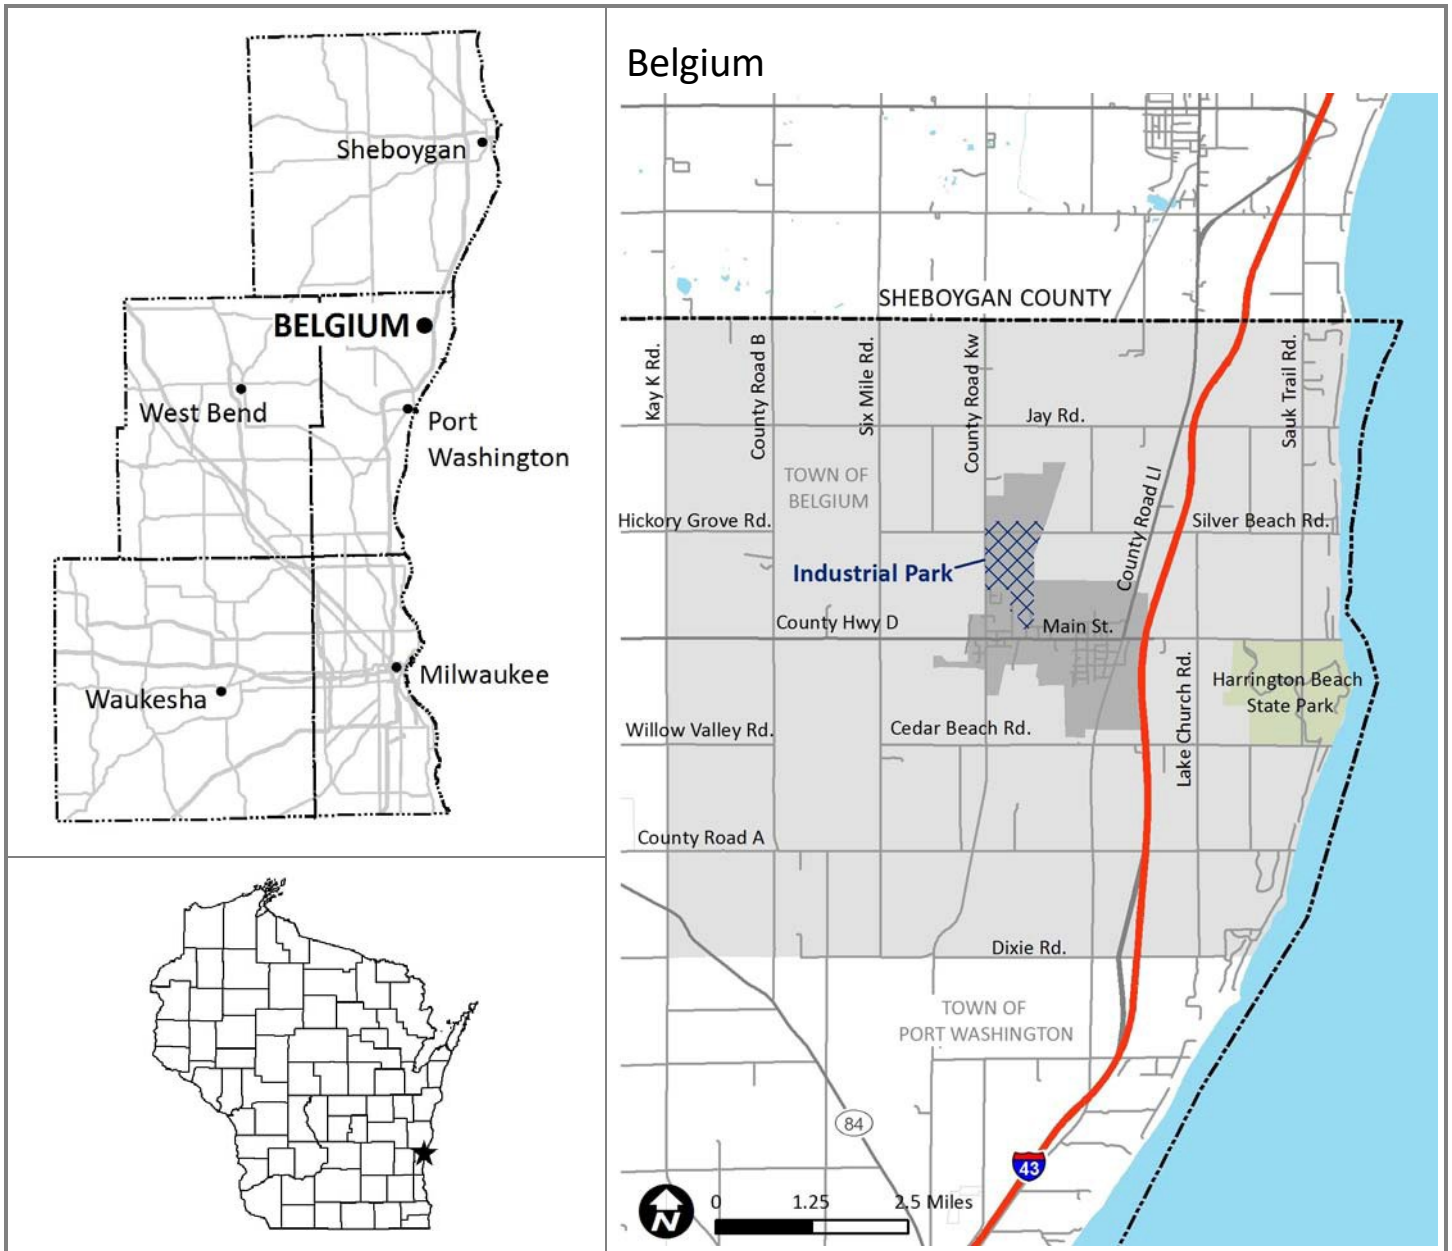 Sheboygan
BELGIUM
West Bend
Port
Washington
Milwaukee
Waukesha
Belgium
SHEBOYGAN COUNTY
Kay K Rd.
County Road B
Six Mile Rd.
County Road Kw
Jay Rd.
Sauk Trail Rd.
TOWN OF
BELGIUM
County Road LI
Hickory Grove Rd.
Silver Beach Rd.
Industrial Park
County Hwy D
Main St.
Lake Church Rd.
Harrington Beach
State Park
Willow Valley Rd.
Cedar Beach Rd.
County Road A
Dixie Rd.
TOWN OF
PORT WASHINGTON
84
43
N
0 1.25 2.5 Miles